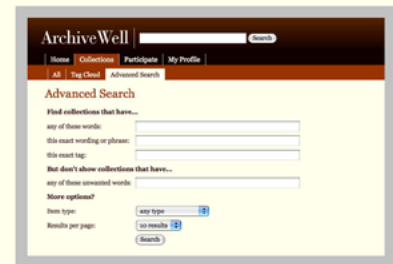 ArchiveWell Search
Home Collections Participate My Profile
All Tag Cloud Advanced Search
Advanced Search
Find collections that have...
any of these words:
this exact wording or phrase:
this exact tag:
But don't show collections that have...
any of these unwanted words:
More options?
Item type: any type
Results per page: 10 results
Search